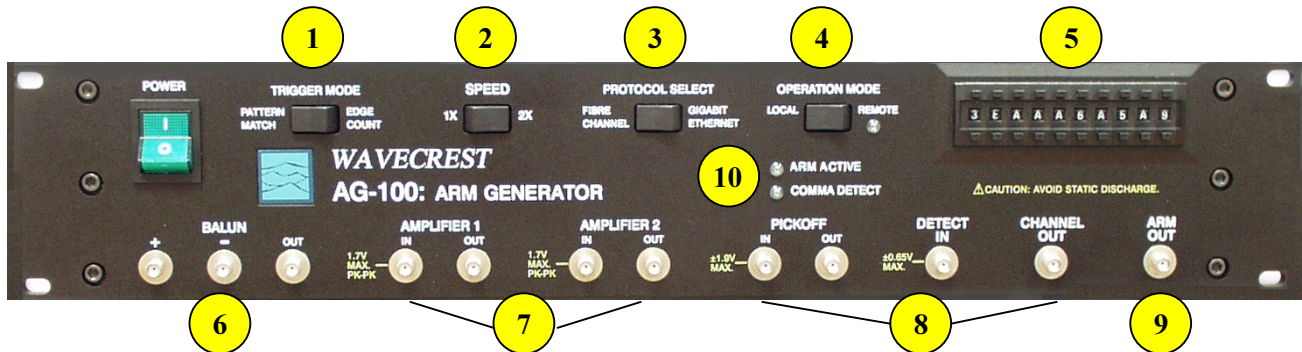 1 2 3 4 5
POWER
TRIGGER MODE
PATTERN MATCH
EDGE COUNT
SPEED
1X 2X
PROTOCOL SELECT
FIBRE CHANNEL
GIGABIT ETHERNET
OPERATION MODE
LOCAL REMOTE
3 E A A A 6 A 5 A 9
I
O
WAVECREST
AG-100: ARM GENERATOR
10
ARM ACTIVE
COMMA DETECT
⚠CAUTION: AVOID STATIC DISCHARGE.
BALUN
+ - OUT
AMPLIFIER 1
IN OUT
1.7V
MAX.
PK-PK
AMPLIFIER 2
IN OUT
1.7V
MAX.
PK-PK
PICKOFF
IN OUT
±1.9V
MAX.
DETECT
IN
±0.65V
MAX.
CHANNEL
OUT
ARM
OUT
6 7 8 9